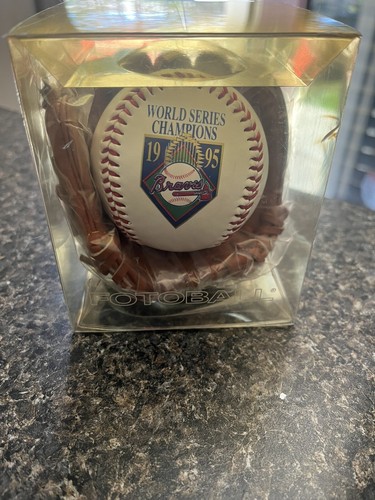 WORLD SERIES
CHAMPIONS
19 95
Braves
FOTOBALL